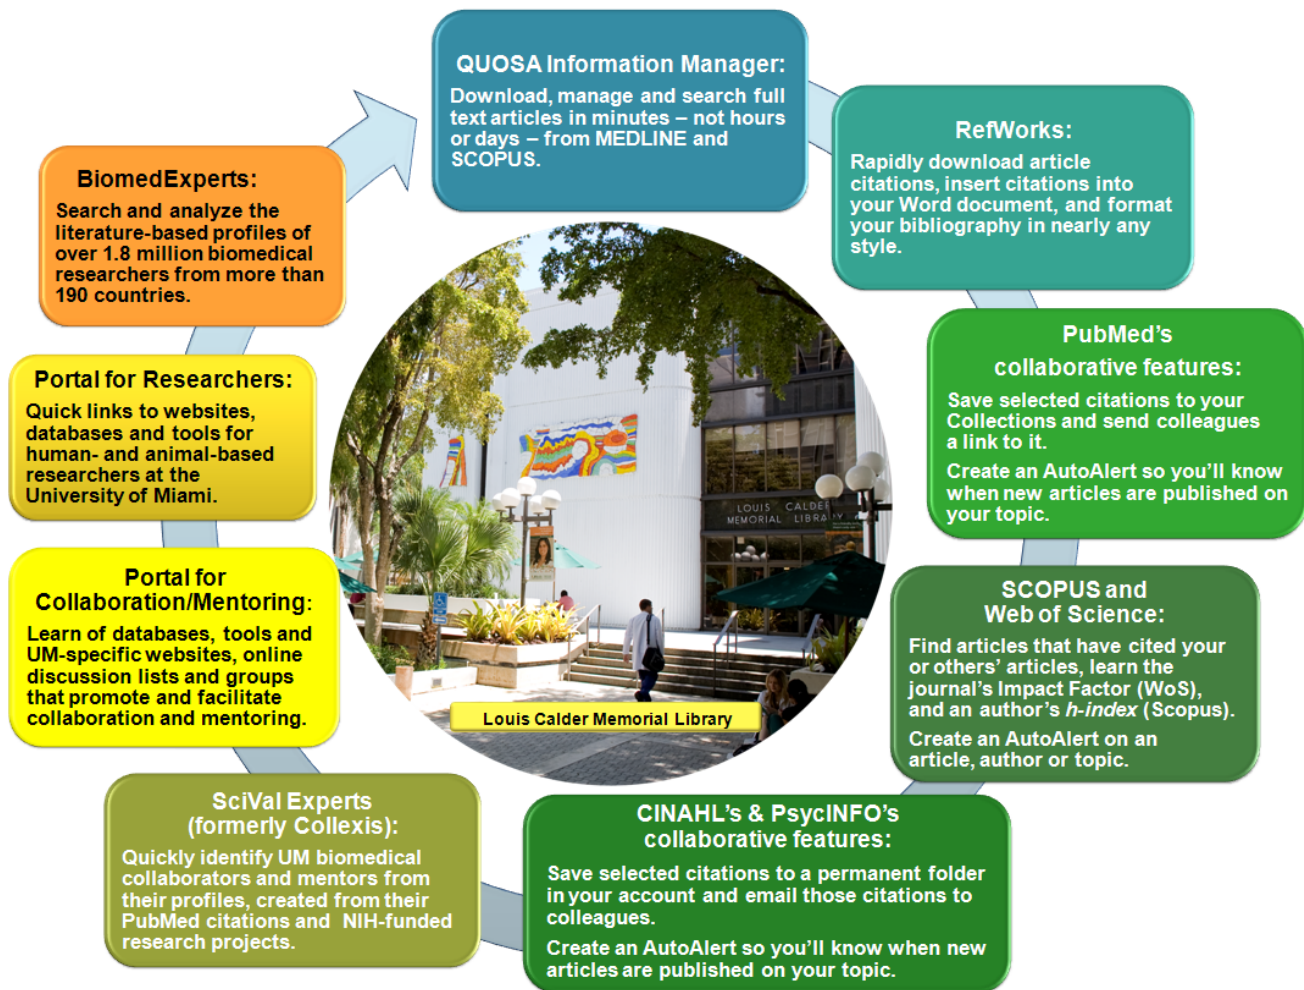 QUOSA Information Manager:
Download, manage and search full
text articles in minutes – not hours
or days – from MEDLINE and
SCOPUS.
RefWorks:
Rapidly download article
citations, insert citations into
your Word document, and format
your bibliography in nearly any
style.
PubMed's
collaborative features:
Save selected citations to your
Collections and send colleagues
a link to it.
Create an AutoAlert so you'll know
when new articles are published on
your topic.
SCOPUS and
Web of Science:
Find articles that have cited your
or others' articles, learn the
journal's Impact Factor (WoS),
and an author's h-index (Scopus).
Create an AutoAlert on an
article, author or topic.
CINAHL's & PsycINFO's
collaborative features:
Save selected citations to a permanent folder
in your account and email those citations to
colleagues.
Create an AutoAlert so you'll know when new
articles are published on your topic.
SciVal Experts
(formerly Collexis):
Quickly identify UM biomedical
collaborators and mentors from
their profiles, created from their
PubMed citations and NIH-funded
research projects.
Portal for
Collaboration/Mentoring:
Learn of databases, tools and
UM-specific websites, online
discussion lists and groups
that promote and facilitate
collaboration and mentoring.
Portal for Researchers:
Quick links to websites,
databases and tools for
human- and animal-based
researchers at the
University of Miami.
BiomedExperts:
Search and analyze the
literature-based profiles of
over 1.8 million biomedical
researchers from more than
190 countries.
LOUIS CALDER
MEMORIAL LIBRARY
Louis Calder Memorial Library